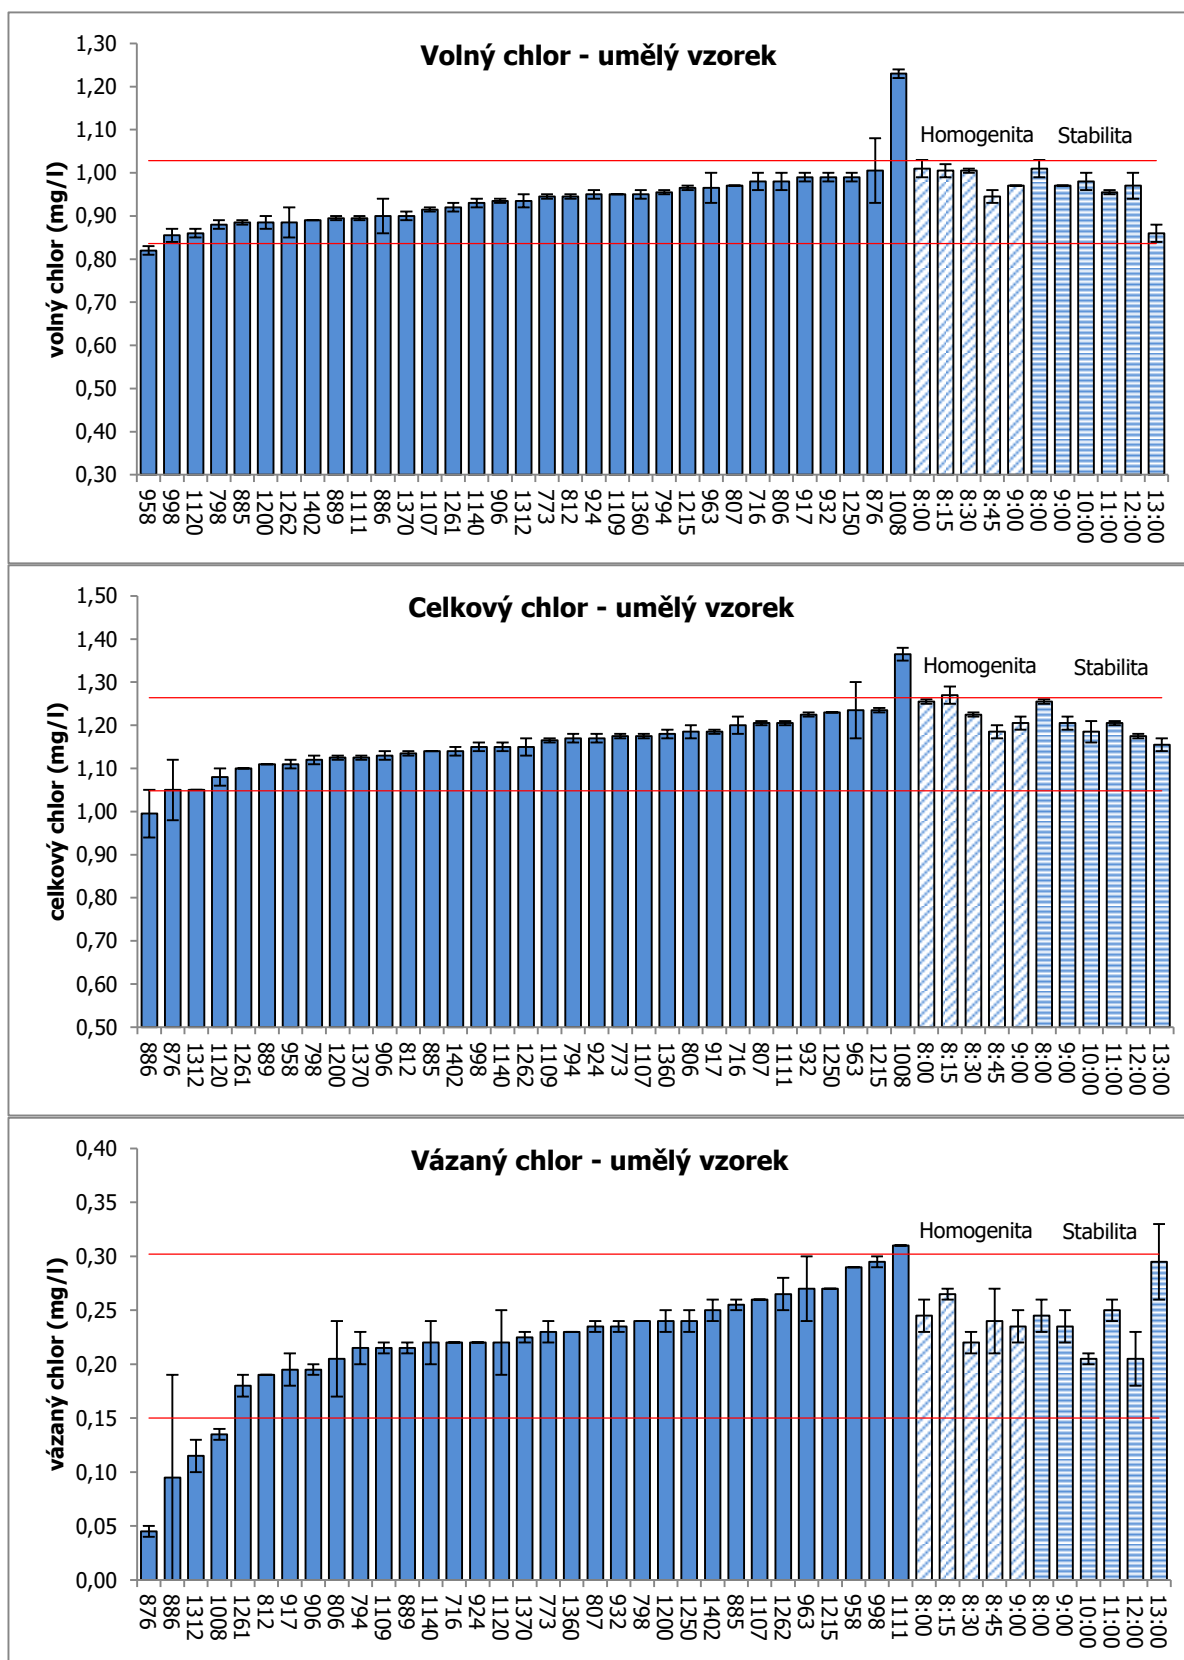 Volný chlor - umělý vzorek
volný chlor (mg/l)
1,30
1,20
1,10
1,00
0,90
0,80
0,70
0,60
0,50
0,40
0,30
Homogenita Stabilita
958 998 1120 798 885 1200 1262 1402 889 1111 886 1370 1107 1261 1140 906 1312 773 812 924 1109 1360 794 1215 963 807 716 806 917 932 1250 876 1008 8:00 8:15 8:30 8:45 9:00 8:00 9:00 10:00 11:00 12:00 13:00
Celkový chlor - umělý vzorek
celkový chlor (mg/l)
1,50
1,40
1,30
1,20
1,10
1,00
0,90
0,80
0,70
0,60
0,50
Homogenita Stabilita
886 876 1312 1120 1261 889 958 798 1200 1370 906 812 885 1402 998 1140 1262 1109 794 924 773 1107 1360 806 917 716 807 1111 932 1250 963 1215 1008 8:00 8:15 8:30 8:45 9:00 8:00 9:00 10:00 11:00 12:00 13:00
Vázaný chlor - umělý vzorek
vázaný chlor (mg/l)
0,40
0,35
0,30
0,25
0,20
0,15
0,10
0,05
0,00
Homogenita Stabilita
876 886 1312 1008 1261 812 917 906 806 794 1109 889 1140 716 924 1120 1370 773 1360 807 932 798 1200 1250 1402 885 1107 1262 963 1215 958 998 1111 8:00 8:15 8:30 8:45 9:00 8:00 9:00 10:00 11:00 12:00 13:00